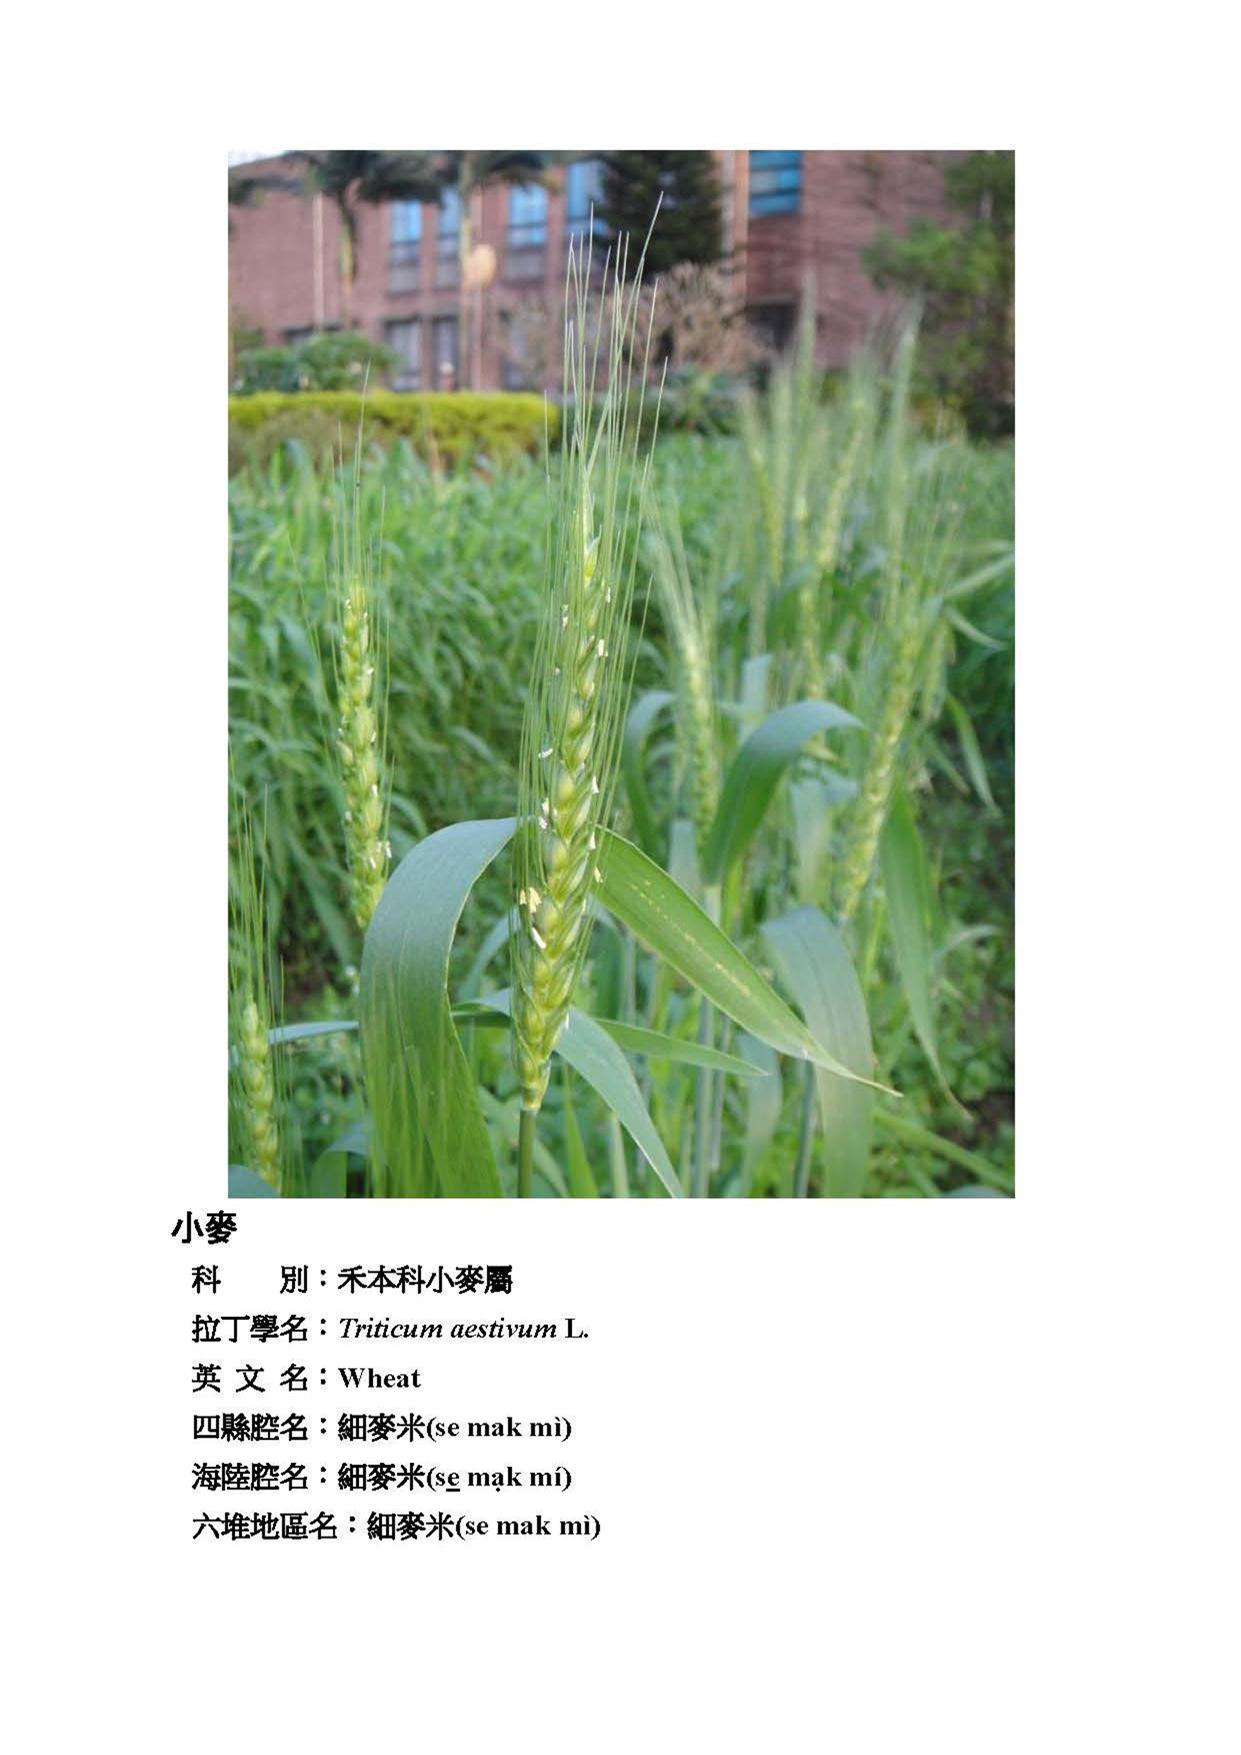 小麥
科　　別：禾本科小麥屬
拉丁學名：Triticum aestivum L.
英 文 名：Wheat
四縣腔名：細麥米(se mak mì)
海陸腔名：細麥米(se̲ mạk mí)
六堆地區名：細麥米(se mak mì)